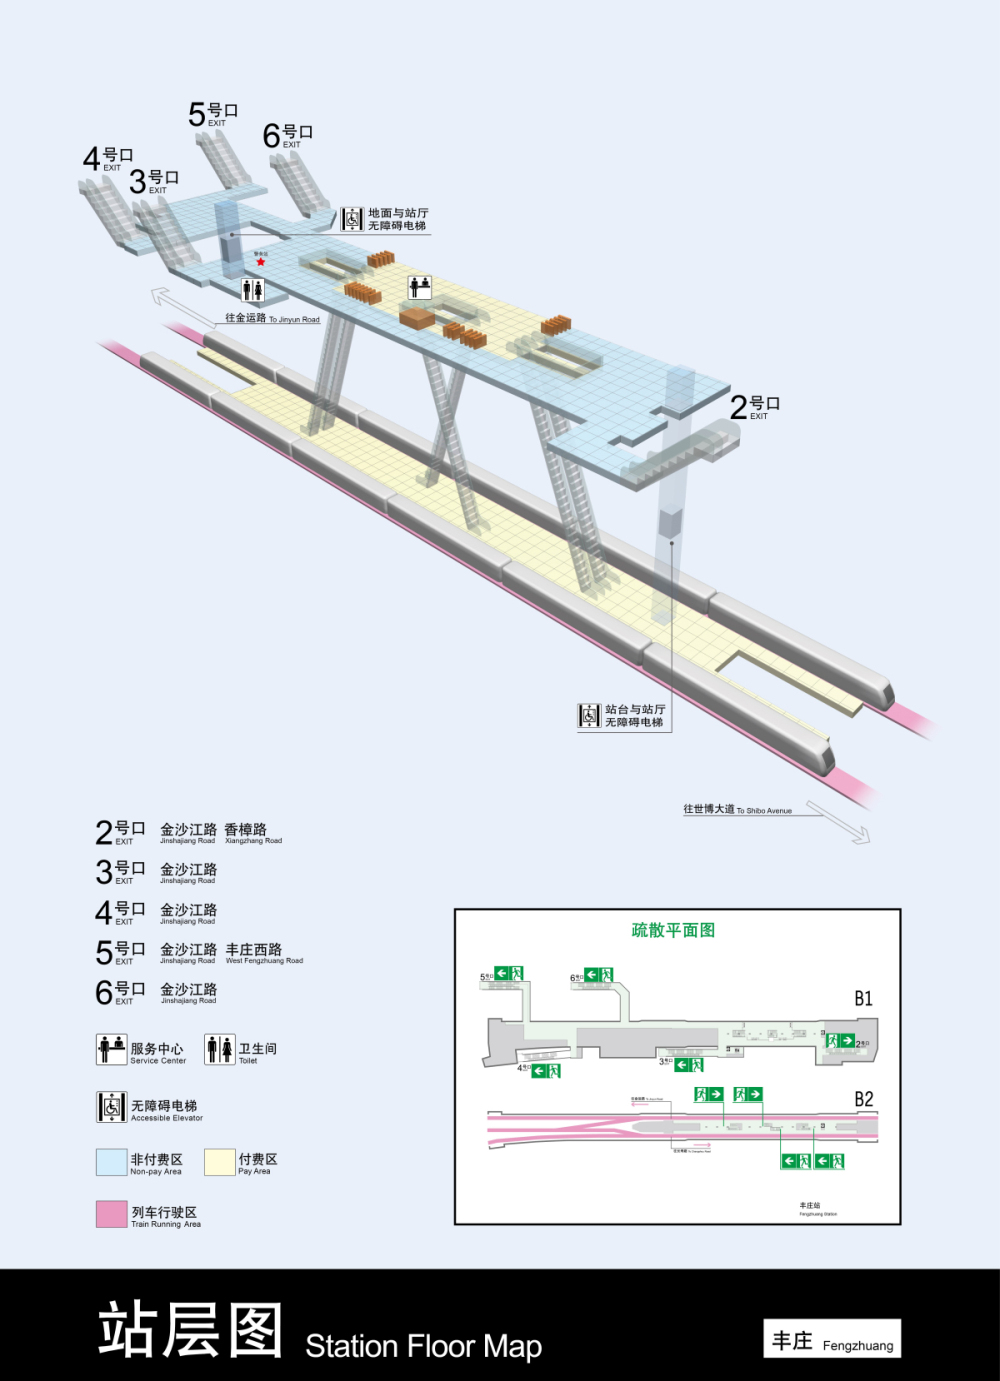 5号口
EXIT
6号口
EXIT
4号口
EXIT
3号口
EXIT
地面与站厅
无障碍电梯
警务室
往金运路 To Jinyun Road
2号口
EXIT
站台与站厅
无障碍电梯
往世博大道 To Shibo Avenue
2号口 金沙江路 香樟路
EXIT Jinshajiang Road Xiangzhang Road
3号口 金沙江路
EXIT Jinshajiang Road
4号口 金沙江路
EXIT Jinshajiang Road
5号口 金沙江路 丰庄西路
EXIT Jinshajiang Road West Fengzhuang Road
6号口 金沙江路
EXIT Jinshajiang Road
服务中心
Service Center
卫生间
Toilet
无障碍电梯
Accessible Elevator
非付费区
Non-pay Area
付费区
Pay Area
列车行驶区
Train Running Area
疏散平面图
5号口
6号口
B1
2号口
3号口
4号口
B2
丰庄站
Fengzhuang Station
站层图 Station Floor Map
丰庄 Fengzhuang